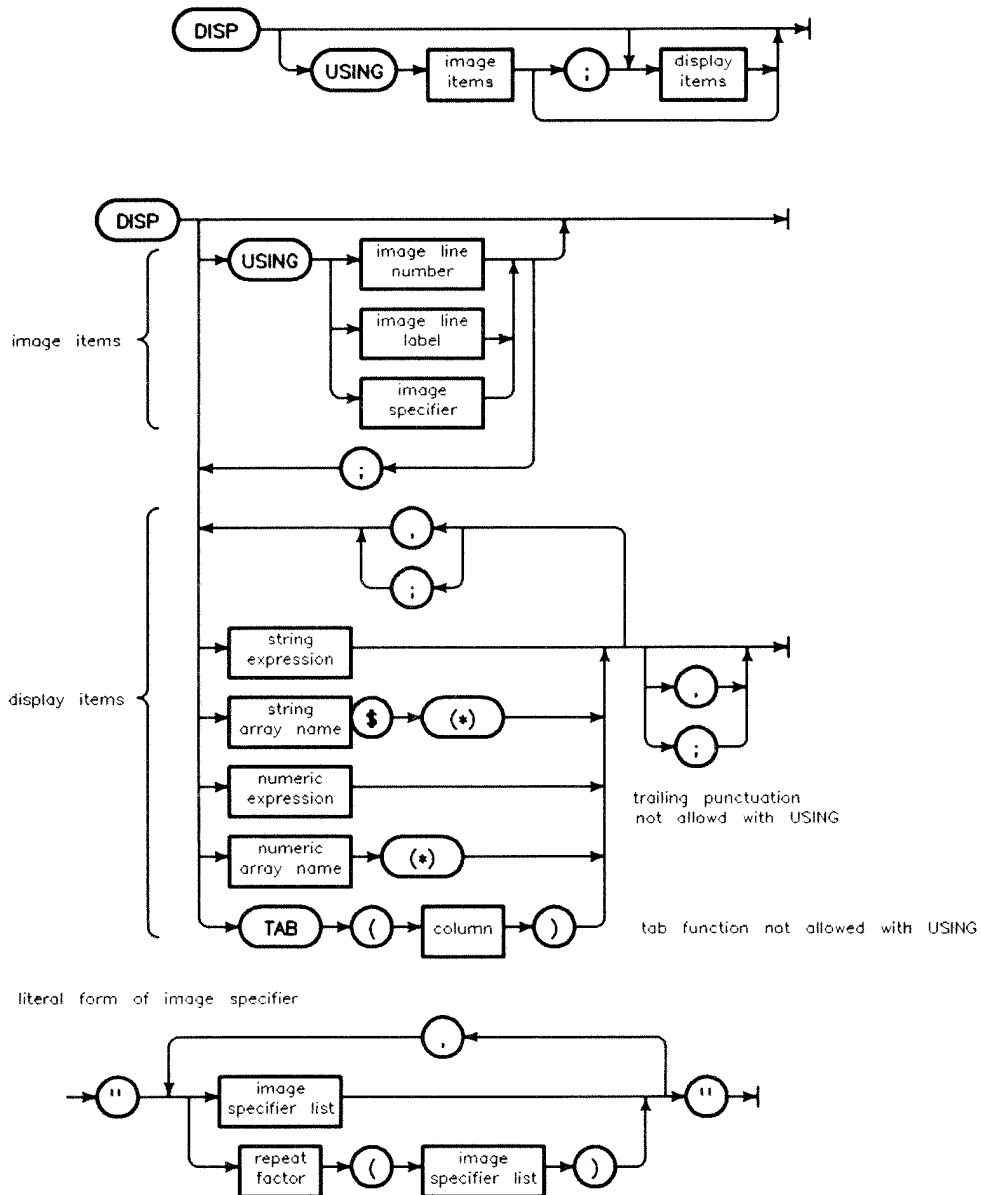 DISP
USING
image
items
;
display
items
DISP
USING
image line
number
image items
image line
label
image
specifier
;
,
;
string
expression
display items
string
array name
$
(*)
,
;
numeric
expression
trailing punctuation
not allowd with USING
numeric
array name
(*)
TAB
(
column
)
tab function not allowed with USING
literal form of image specifier
,
"
image
specifier list
"
repeat
factor
(
image
specifier list
)